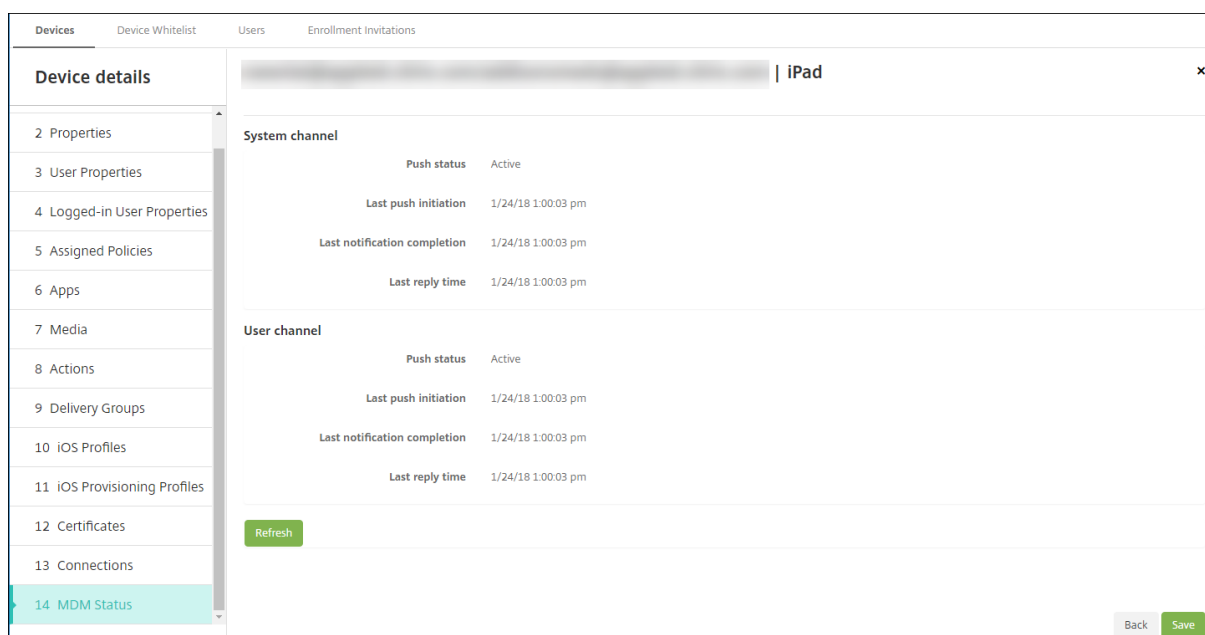 Devices Device Whitelist Users Enrollment Invitations
Device details
| iPad
×
2 Properties
3 User Properties
4 Logged-in User Properties
5 Assigned Policies
6 Apps
7 Media
8 Actions
9 Delivery Groups
10 iOS Profiles
11 iOS Provisioning Profiles
12 Certificates
13 Connections
14 MDM Status
System channel
Push status Active
Last push initiation 1/24/18 1:00:03 pm
Last notification completion 1/24/18 1:00:03 pm
Last reply time 1/24/18 1:00:03 pm
User channel
Push status Active
Last push initiation 1/24/18 1:00:03 pm
Last notification completion 1/24/18 1:00:03 pm
Last reply time 1/24/18 1:00:03 pm
Refresh
Back Save